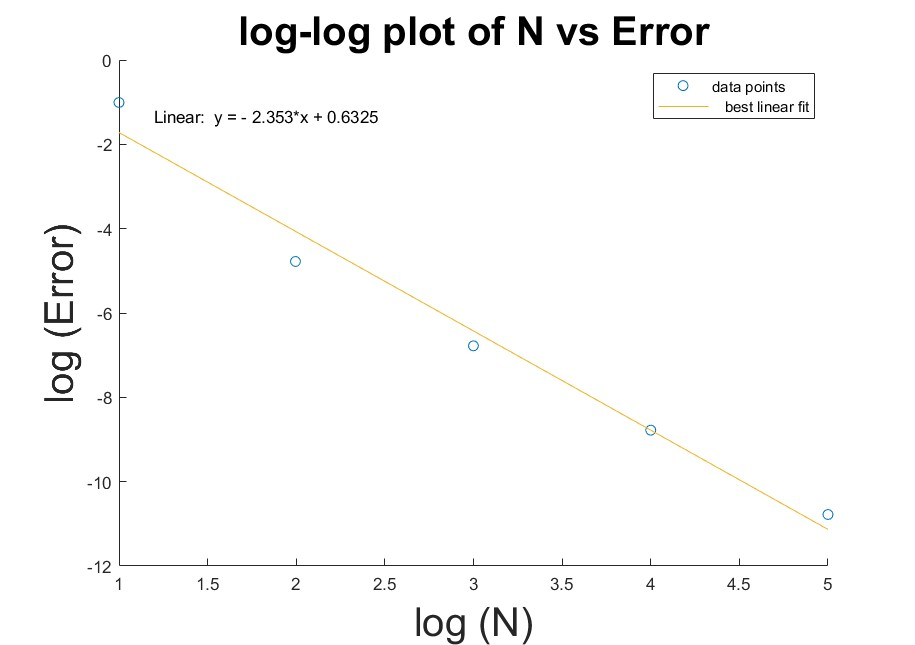 log-log plot of N vs Error
0
data points
best linear fit
Linear: y = - 2.353*x + 0.6325
-2
-4
log (Error)
-6
-8
-10
-12
1 1.5 2 2.5 3 3.5 4 4.5 5
log (N)